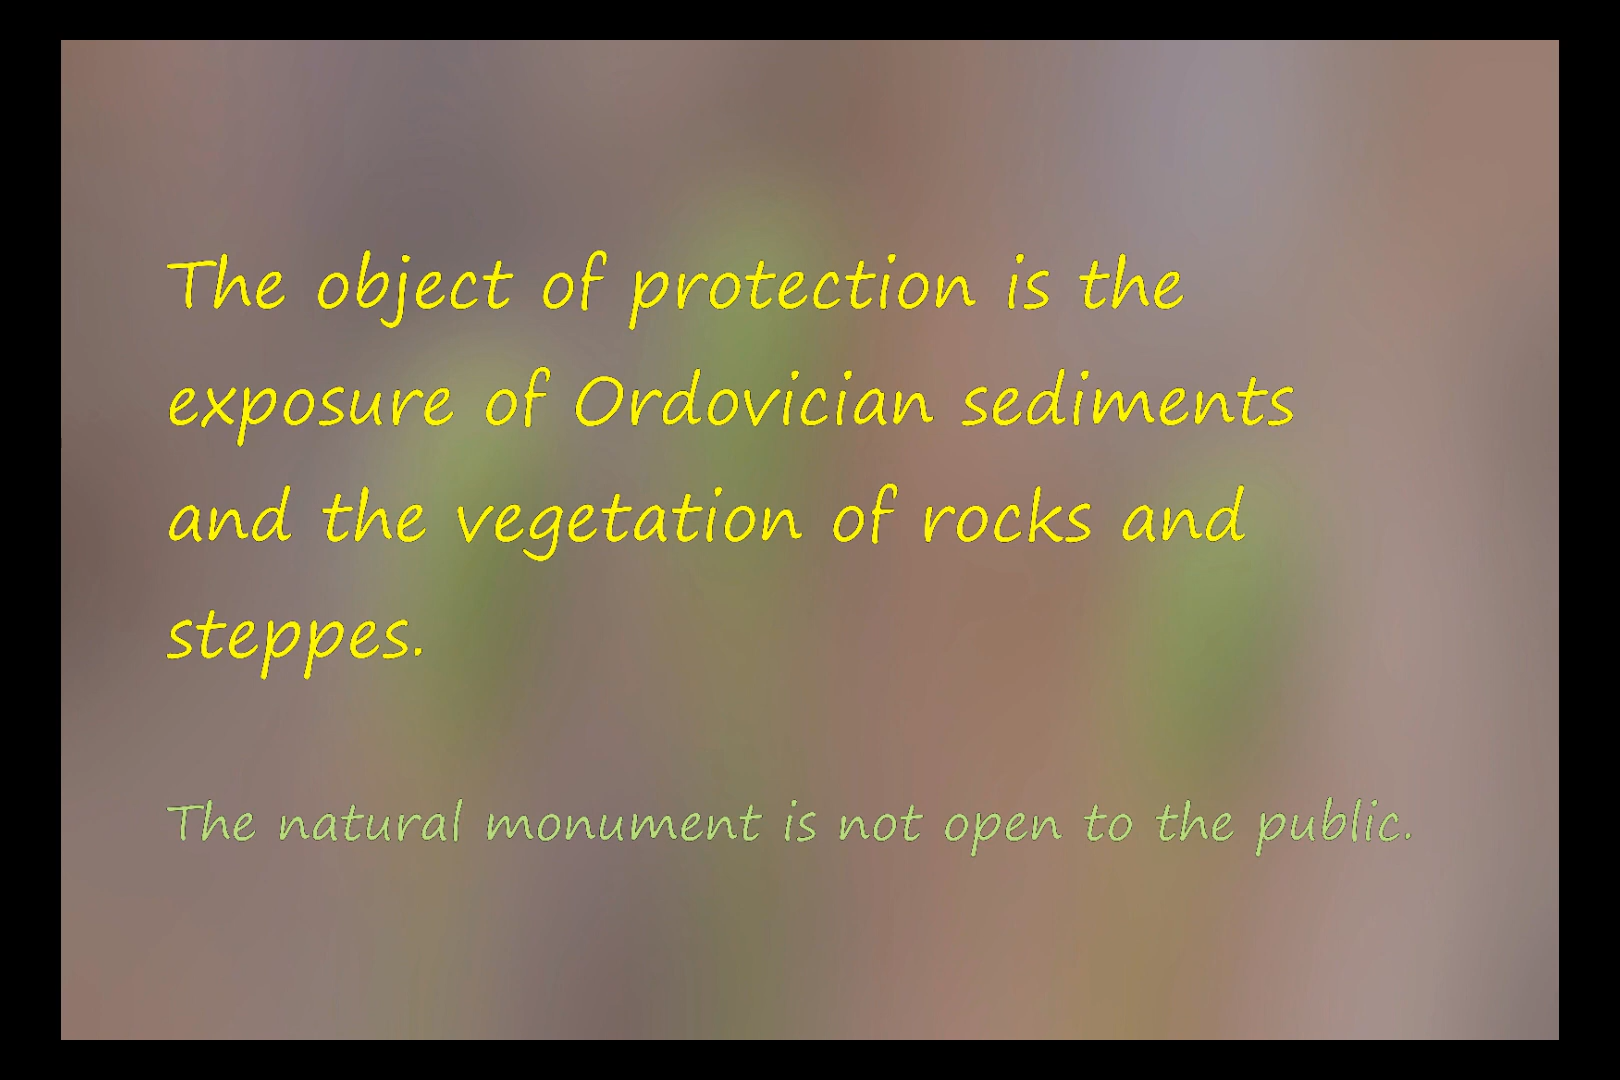 The object of protection is the
exposure of Ordovician sediments
and the vegetation of rocks and
steppes.
The natural monument is not open to the public.